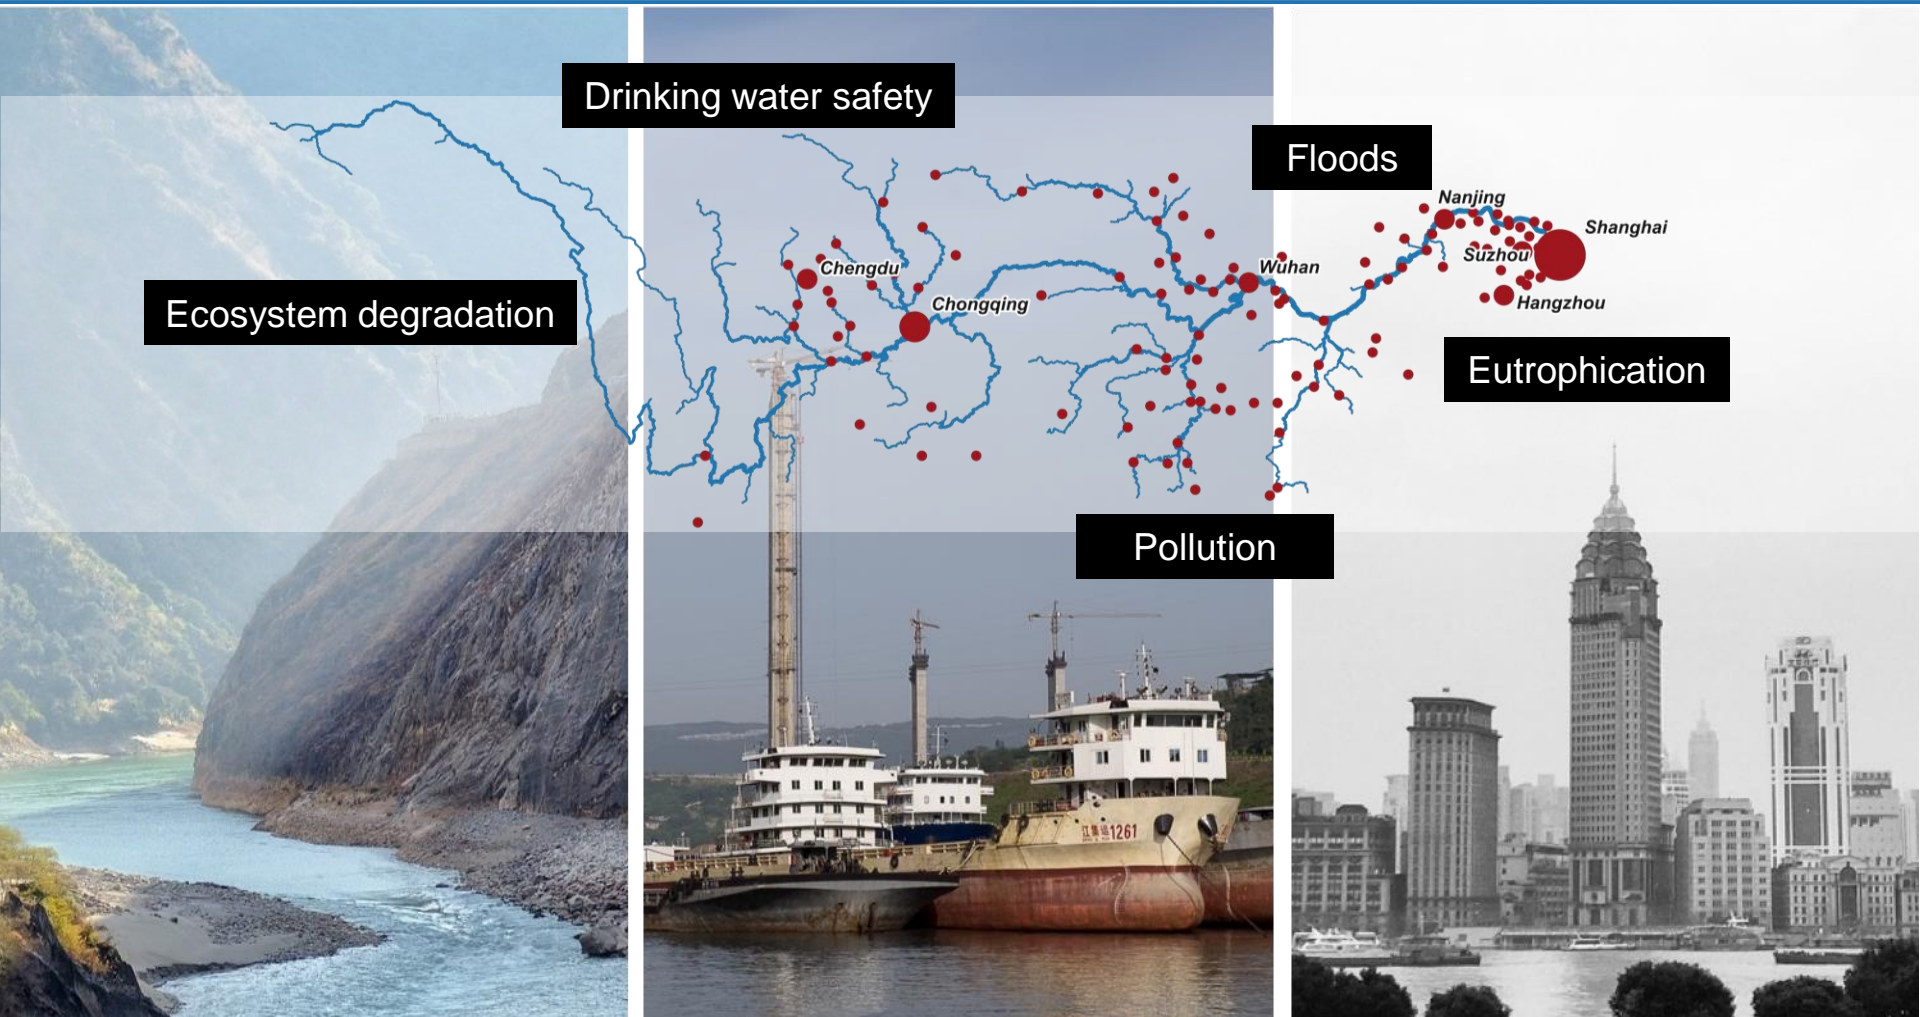 Drinking water safety
Floods
Nanjing
Shanghai
Suzhou
Chengdu
Wuhan
Ecosystem degradation
Chongqing
Hangzhou
Eutrophication
Pollution
1261